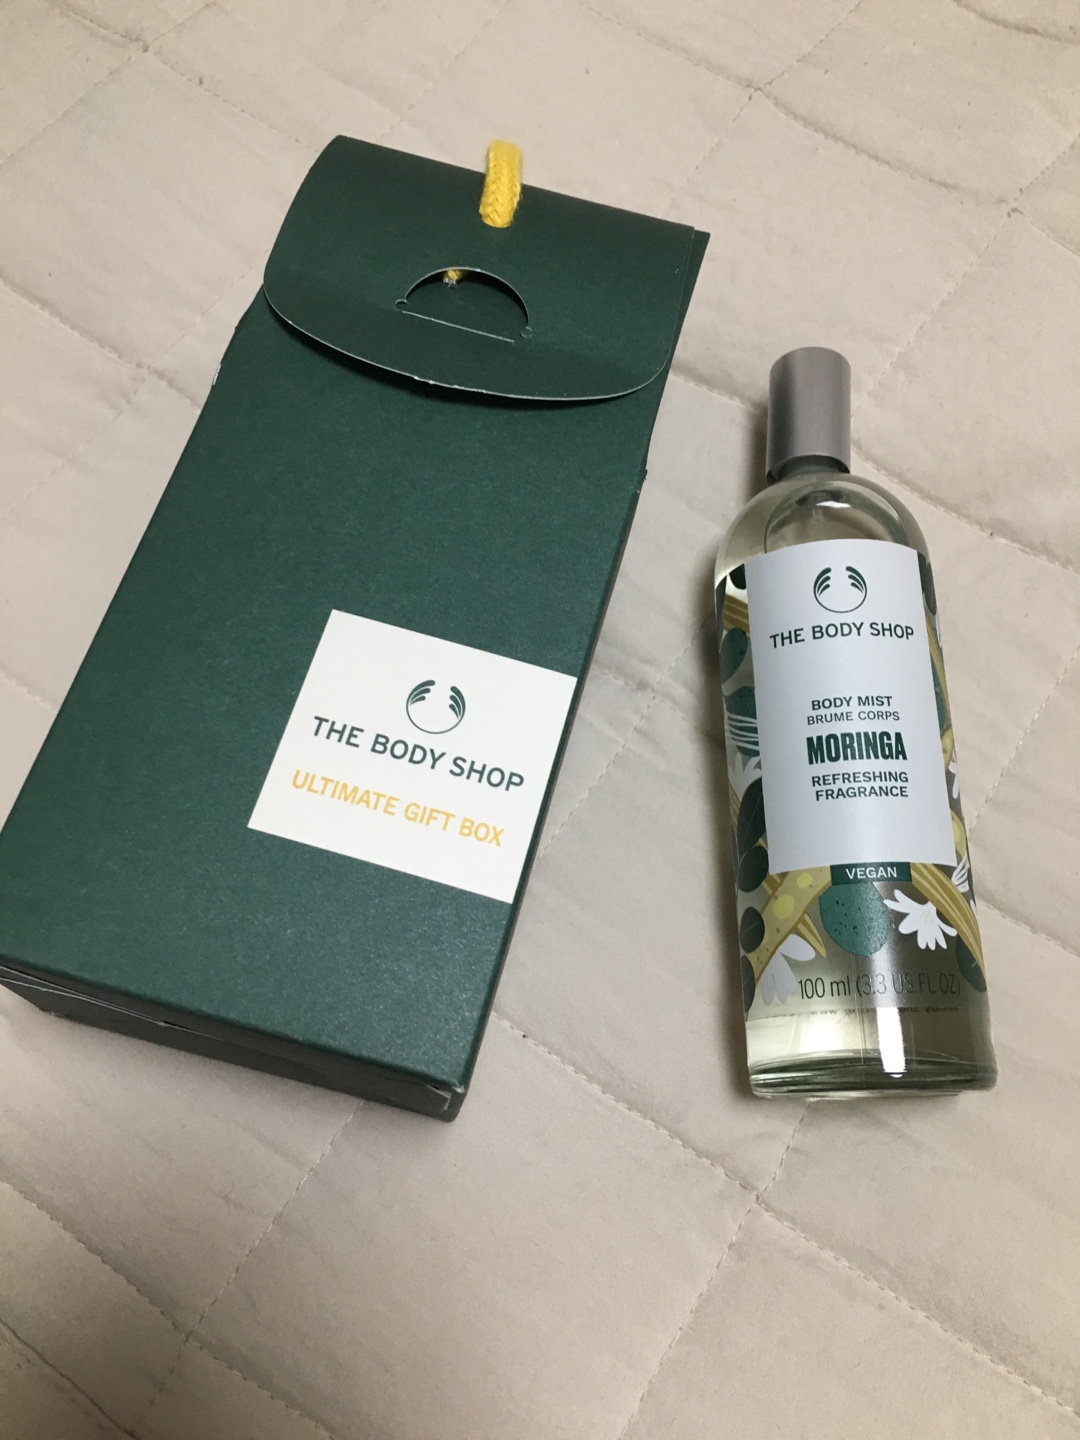 THE BODY SHOP
ULTIMATE GIFT BOX
THE BODY SHOP
BODY MIST
BRUME CORPS
MORINGA
REFRESHING
FRAGRANCE
VEGAN
100 ml (3.3 US FL OZ)